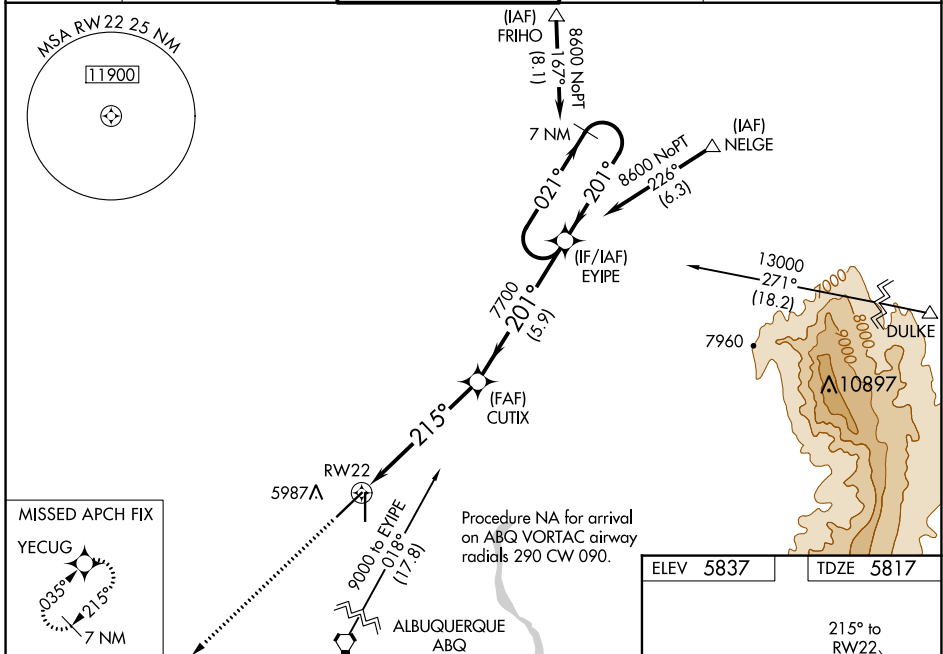 MSA RW22 25 NM
11900
(IAF)
FRIHO
8600 NoPT
167°
(8.1)
7 NM
(IAF)
NELGE
8600 NoPT
226°
(6.3)
021°
201°
(IF/IAF)
EYIPE
7700
201°
(5.9)
13000
271°
(18.2)
DULKE
7000
8000
9000
7960
10897
(FAF)
CUTIX
215°
RW22
5987
9000 to EYIPE
018°
(17.8)
Procedure NA for arrival
on ABQ VORTAC airway
radials 290 CW 090.
ALBUQUERQUE
ABQ
MISSED APCH FIX
YECUG
035°
215°
7 NM
ELEV 5837
TDZE 5817
215° to
RW22